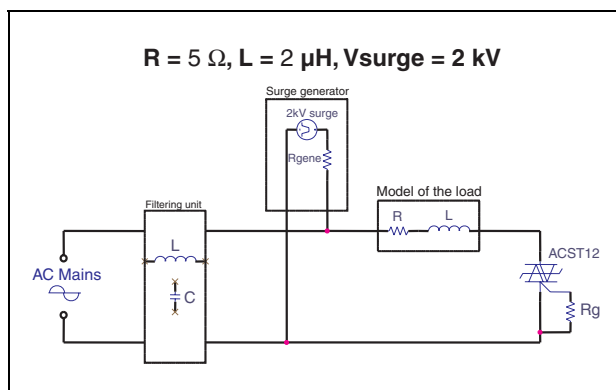 R = 5 Ω, L = 2 µH, Vsurge = 2 kV
Surge generator
2kV surge
Rgene
Model of the load
R
L
Filtering unit
L
C
AC Mains
ACST12
Rg